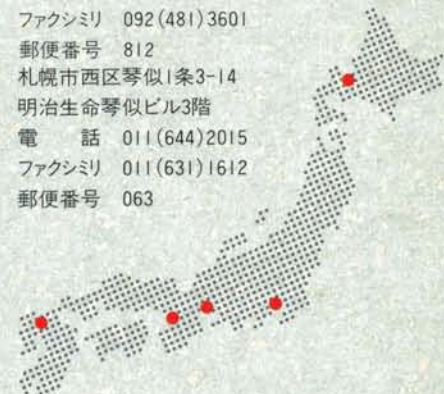 ファクシミリ 092(481)3601
郵便番号 812
札幌市西区琴似1条3-14
明治生命琴似ビル3階
電　話 011(644)2015
ファクシミリ 011(631)1612
郵便番号 063